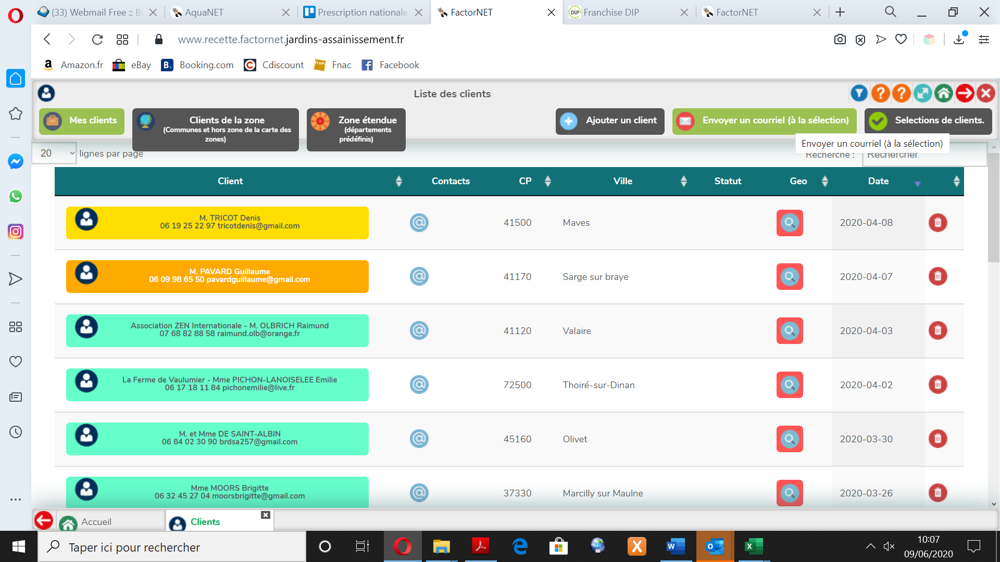 (33) Webmail Free :: B
AquaNET
Prescription nationale
FactorNET
Franchise DIP
FactorNET
www.recette.factornet.jardins-assainissement.fr
Amazon.fr
eBay
Booking.com
Cdiscount
Fnac
Facebook
Liste des clients
Mes clients
Clients de la zone
(Communes et hors zone de la carte des
zones)
Zone étendue
(départements
prédéfinis)
Ajouter un client
Envoyer un courriel (à la sélection)
Selections de clients.
Envoyer un courriel (à la sélection)
20 lignes par page
Recherche :
Rechercher
Client Contacts CP Ville Statut Geo Date
M. TRICOT Denis
06 19 25 22 97 tricotdenis@gmail.com
41500 Maves 2020-04-08
M. PAVARD Guillaume
06 09 98 65 50 pavardguillaume@gmail.com
41170 Sarge sur braye 2020-04-07
Association ZEN Internationale - M. OLBRICH Raimund
07 68 82 88 58 raimund.olb@orange.fr
41120 Valaire 2020-04-03
La Ferme de Vaulumier - Mme PICHON-LANOISELEE Emilie
06 17 18 11 84 pichonemilie@live.fr
72500 Thoiré-sur-Dinan 2020-04-02
M. et Mme DE SAINT-ALBIN
06 84 02 30 90 brdsa257@gmail.com
45160 Olivet 2020-03-30
Mme MOORS Brigitte
06 32 45 27 04 moorsbrigitte@gmail.com
37330 Marcilly sur Maulne 2020-03-26
Accueil
Clients
Taper ici pour rechercher
10:07
09/06/2020